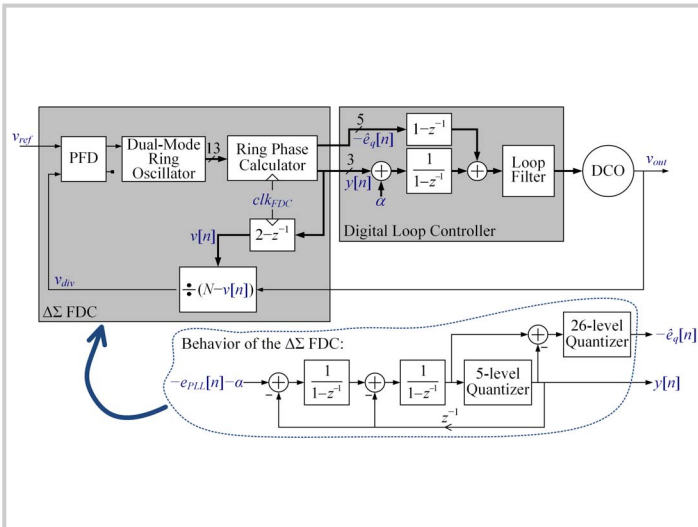 v_ref
PFD
Dual-Mode
Ring
Oscillator
13
Ring Phase
Calculator
clk_FDC
5
−ê_q[n]
3
y[n]
α
1−z⁻¹
1
1−z⁻¹
Loop
Filter
DCO
v_out
Digital Loop Controller
v[n]
2−z⁻¹
v_div
÷(N−v[n])
ΔΣ FDC
Behavior of the ΔΣ FDC:
−e_PLL[n]−α
−
1
1−z⁻¹
−
1
1−z⁻¹
5-level
Quantizer
−
26-level
Quantizer
−ê_q[n]
y[n]
z⁻¹